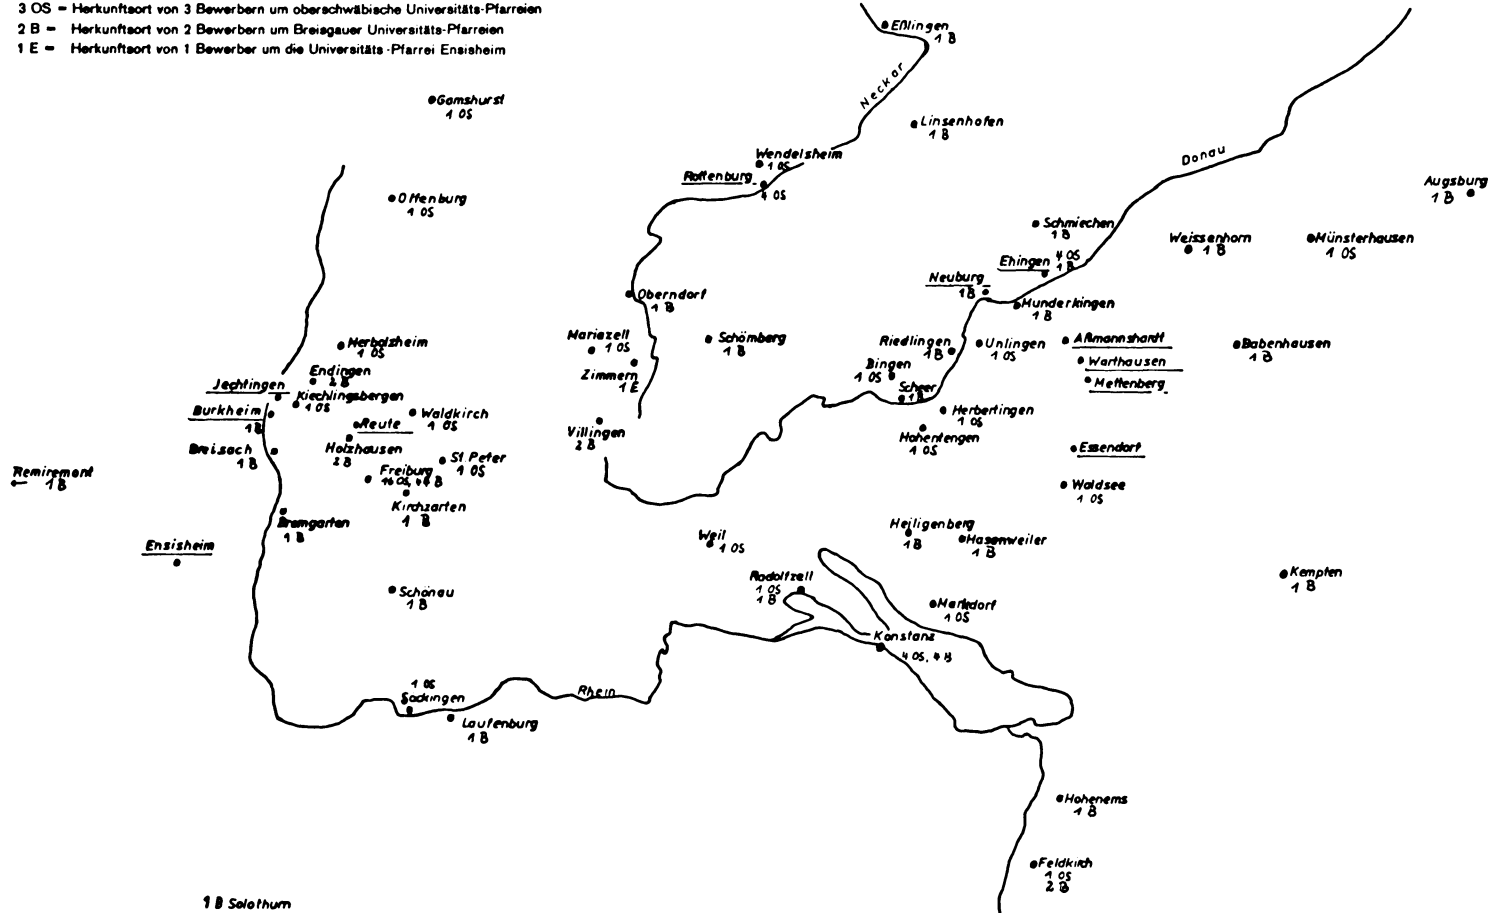 3 OS = Herkunftsort von 3 Bewerbern um oberschwäbische Universitäts-Pfarreien
2 B = Herkunftsort von 2 Bewerbern um Breisgauer Universitäts-Pfarreien
1 E = Herkunftsort von 1 Bewerber um die Universitäts-Pfarrei Ensisheim
Eßlingen
1 B
Neckar
Gamshurst
1 OS
Linsenhofen
1 B
Donau
Wendelsheim
1 OS
Rottenburg
4 OS
Augsburg
1 B
Offenburg
1 OS
Schmiechen
1 B
Weissenhorn
1 B
Münsterhausen
1 OS
Ehingen 4 OS
1 B
Neuburg
1 B
Munderkingen
1 B
Oberndorf
1 B
Mariazell
1 OS
Schömberg
1 B
Riedlingen
1 B
Unlingen
1 OS
Aßmannshardt
Babenhausen
1 B
Herbolzheim
1 OS
Warthausen
Zimmern
1 E
Bingen
1 OS
Endingen
2 B
Mettenberg
Jechtingen
Scheer
1 B
Kiechlingsbergen
1 OS
Burkheim
1 B
Waldkirch
1 OS
Herbertingen
1 OS
Reute
Villingen
2 B
Hohentengen
1 OS
Breisach
1 B
Holzhausen
2 B
St. Peter
1 OS
Essendorf
Remiremont
1 B
Freiburg
Waldsee
1 OS
Kirchzarten
1 B
Bremgarten
1 B
Heiligenberg
1 B
Weil
1 OS
Hasenweiler
1 B
Ensisheim
Kempten
1 B
Radolfzell
1 OS
1 B
Schönau
1 B
Markdorf
1 OS
Konstanz
4 OS, 4 B
1 OS
Säckingen
Rhein
Laufenburg
1 B
Hohenems
1 B
Feldkirch
1 OS
2 B
1 B Solothurn